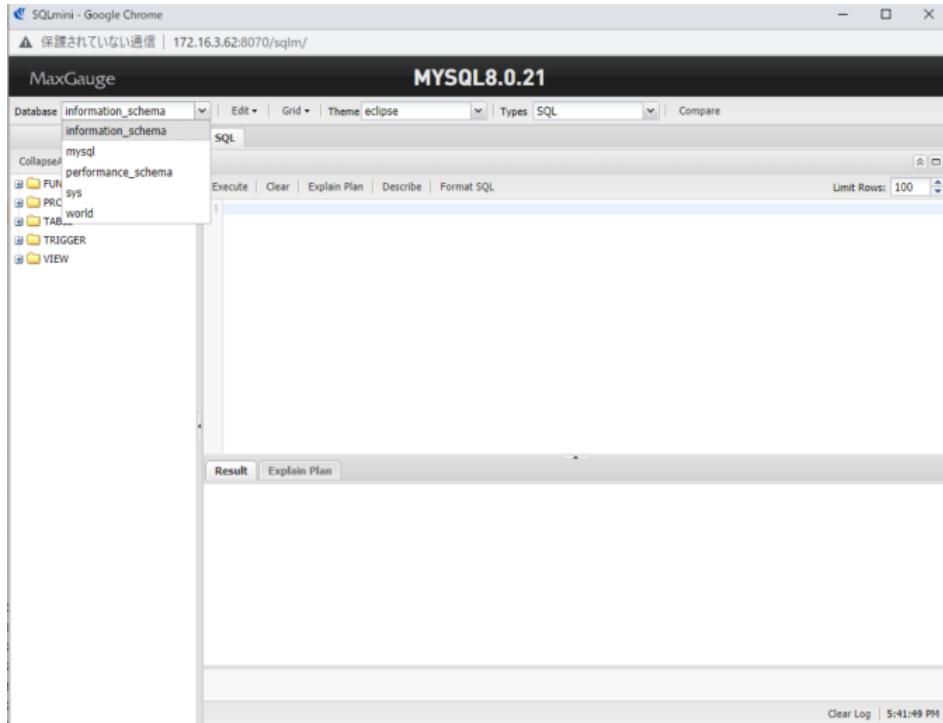 SQLmini - Google Chrome
保護されていない通信 | 172.16.3.62:8070/sqlm/
MaxGauge
MYSQL8.0.21
Database information_schema Edit Grid Theme eclipse Types SQL Compare
information_schema
mysql
performance_schema
sys
world
SQL
Execute Clear Explain Plan Describe Format SQL Limit Rows: 100
1
TRIGGER
VIEW
Result Explain Plan
Clear Log 5:41:49 PM